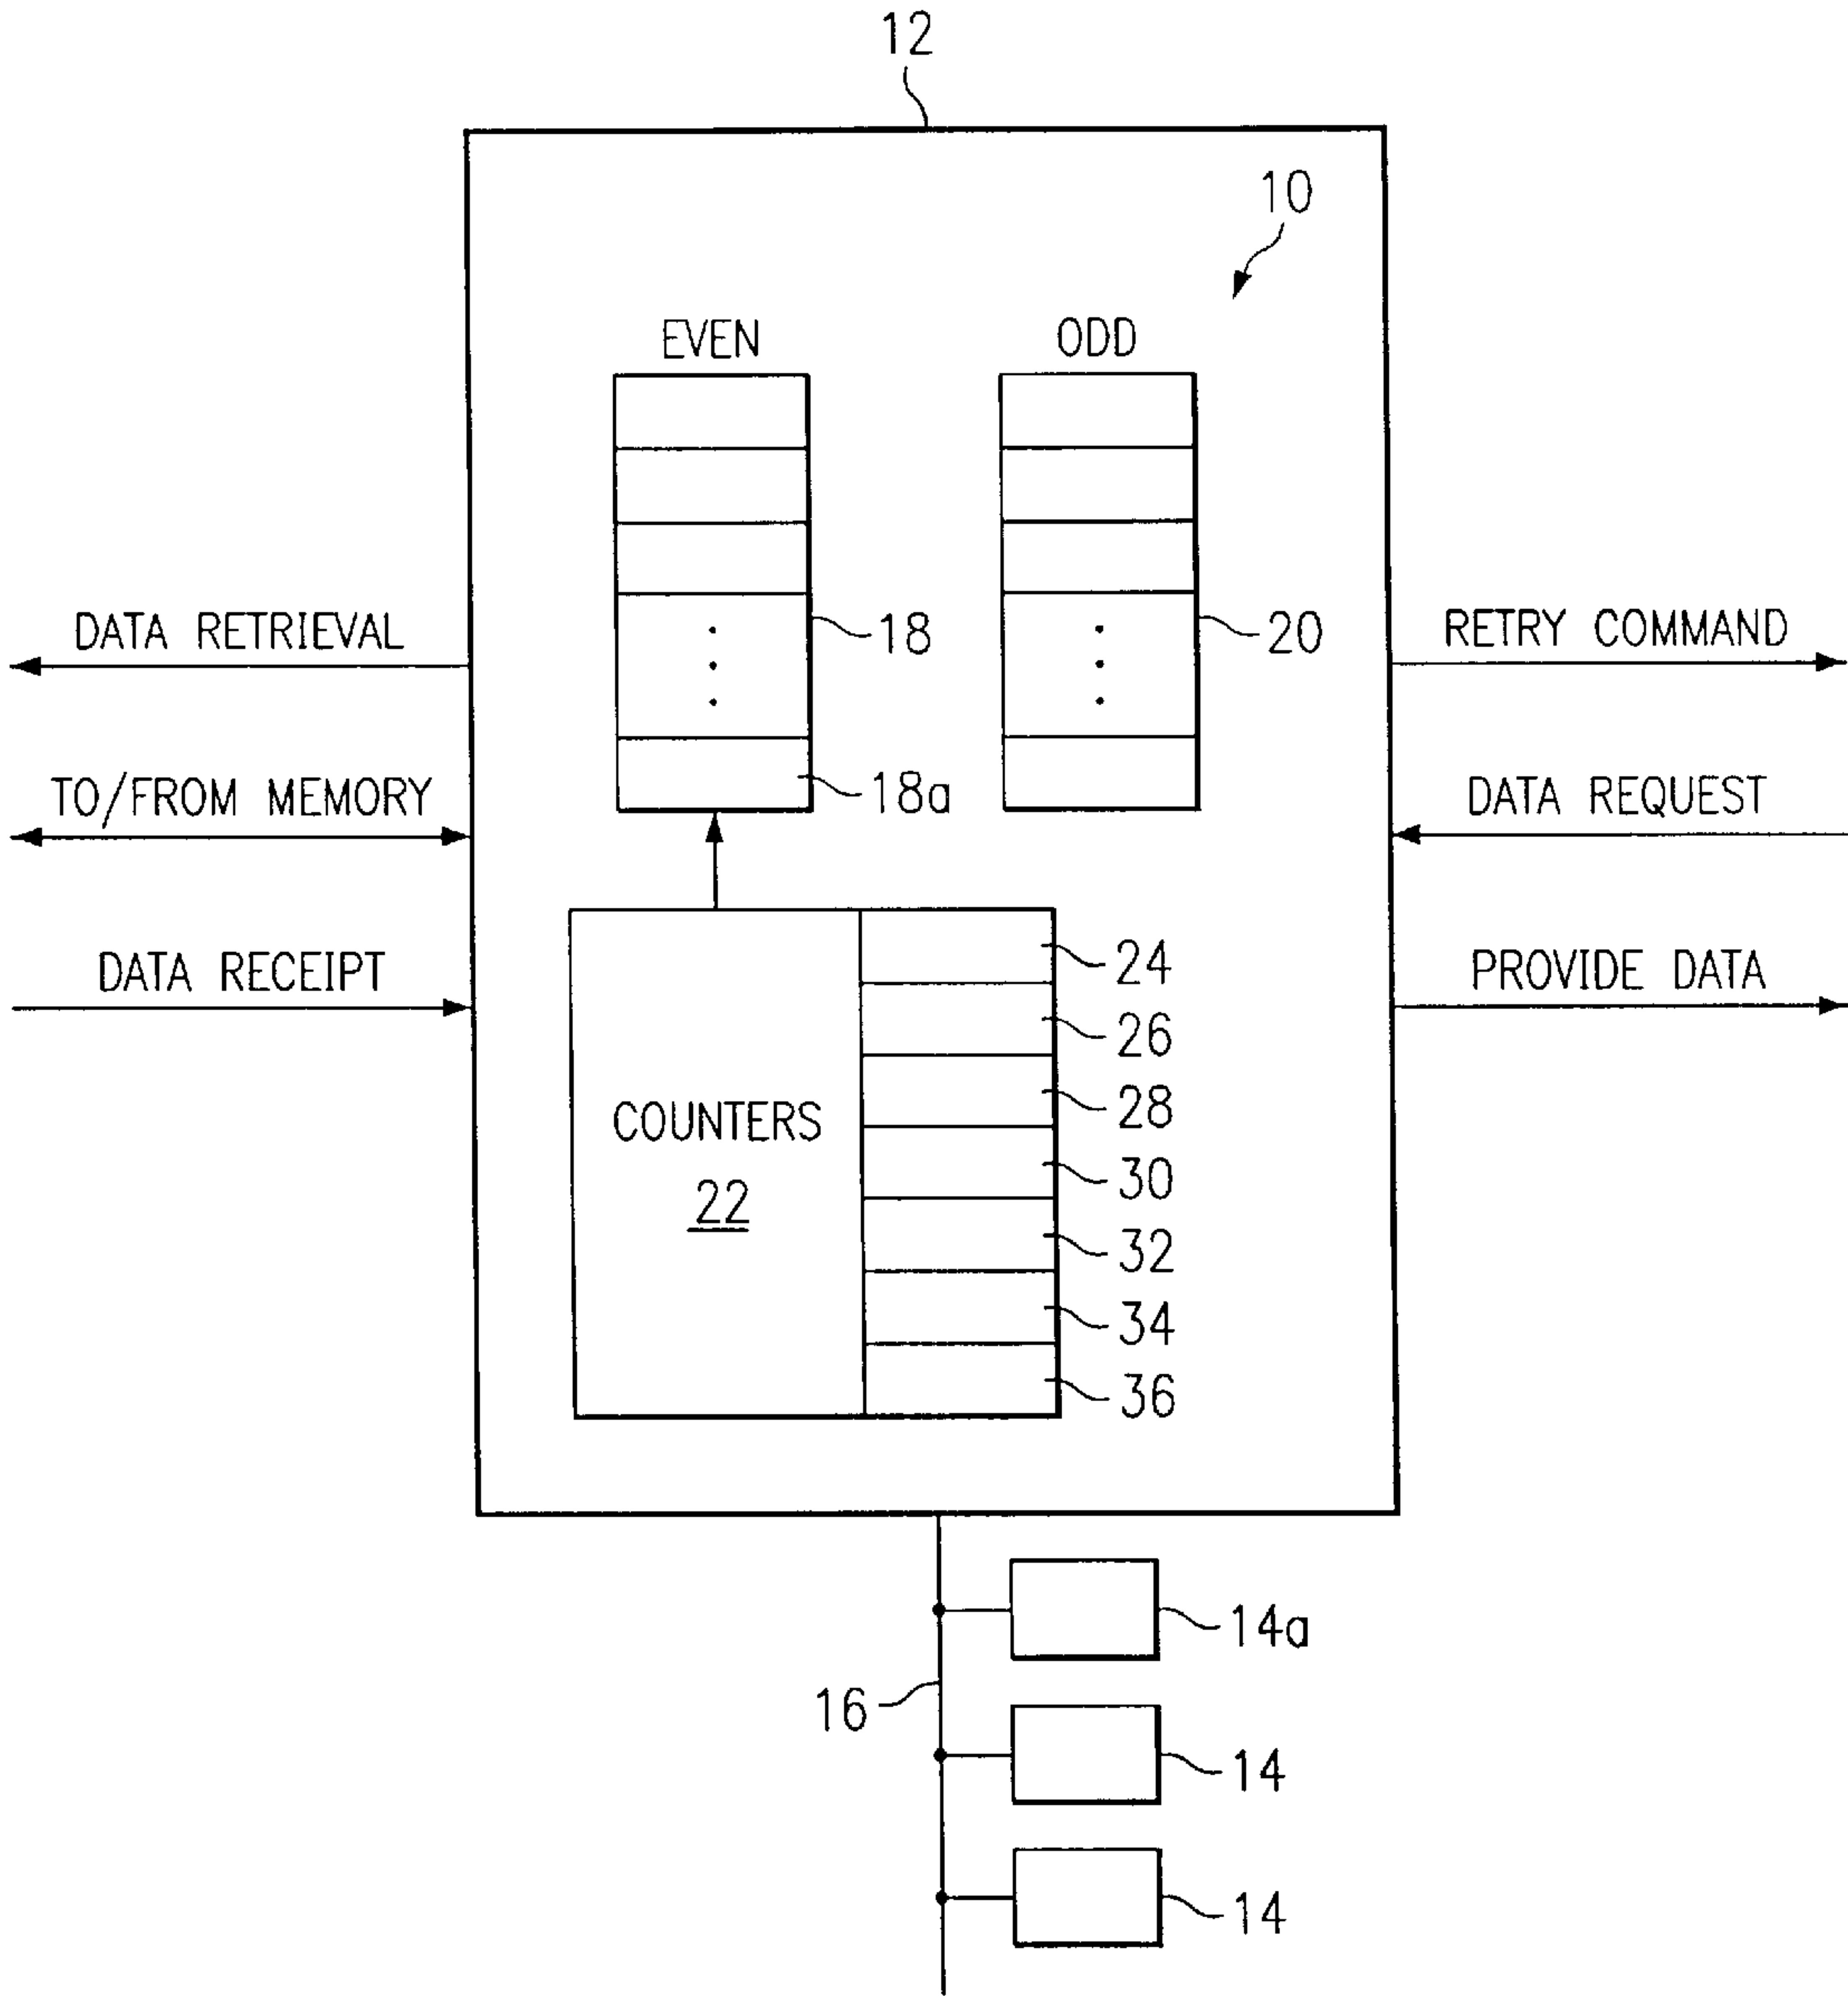 12
10
EVEN
ODD
DATA RETRIEVAL
18
20
RETRY COMMAND
TO/FROM MEMORY
18a
DATA REQUEST
DATA RECEIPT
24
PROVIDE DATA
26
28
COUNTERS
30
22
32
34
36
14a
16
14
14